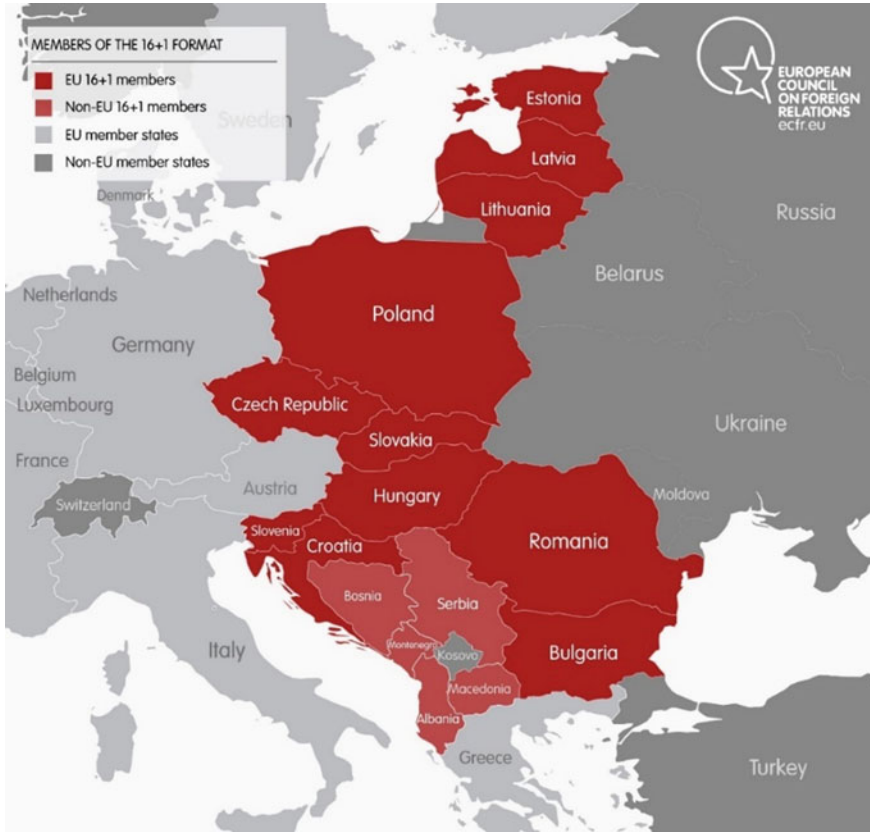 MEMBERS OF THE 16+1 FORMAT
EU 16+1 members
Non-EU 16+1 members
EU member states
Non-EU member states
EUROPEAN
COUNCIL
ON FOREIGN
RELATIONS
ecfr.eu
Sweden
Estonia
Latvia
Denmark
Lithuania
Russia
Belarus
Netherlands
Poland
Germany
Belgium
Luxembourg
Czech Republic
Ukraine
Slovakia
France
Austria
Hungary
Moldova
Switzerland
Slovenia
Croatia
Romania
Bosnia
Serbia
Italy
Montenegro
Kosovo
Bulgaria
Macedonia
Albania
Greece
Turkey